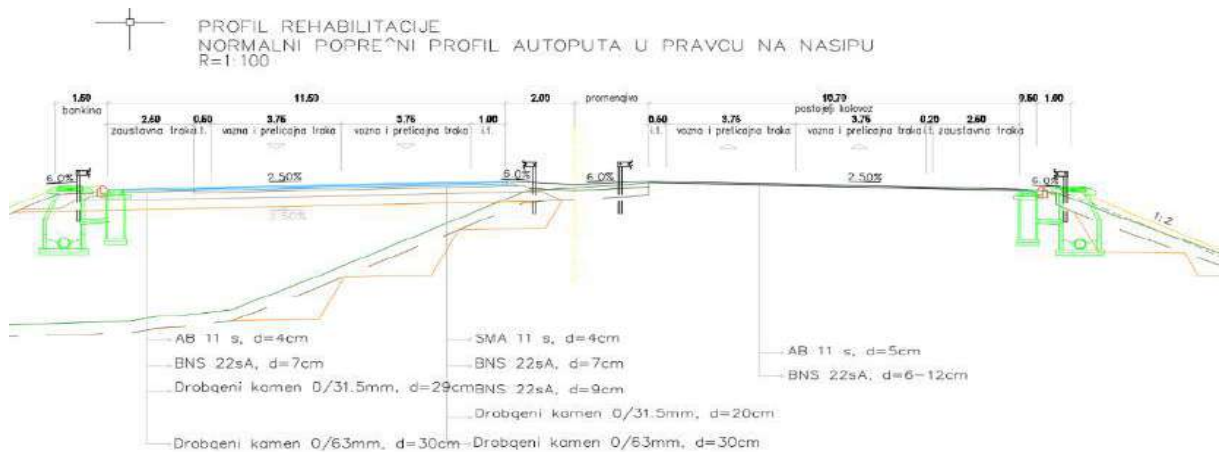 PROFIL REHABILITACIJE
NORMALNI POPRE^NI PROFIL AUTOPUTA U PRAVCU NA NASIPU
R=1:100
1.50 11.50 2.00 promenqivo 10.70 0.50 1.00
bankina postojeći kolovoz
2.50 0.50 3.75 3.75 1.00 0.50 3.75 3.75 0.20 2.50
zaustavna traka i.t. vozna i preticajna traka vozna i preticajna traka i.t. i.t. vozna i preticajna traka vozna i preticajna traka i.t. zaustavna traka
6.0% 2.50% 6.0% 6.0% 2.50% 6.0%
2.50%
1:2
AB 11 s, d=4cm
BNS 22sA, d=7cm
Drobqeni kamen 0/31.5mm, d=29cm
Drobqeni kamen 0/63mm, d=30cm
SMA 11 s, d=4cm
BNS 22sA, d=7cm
BNS 22sA, d=9cm
Drobqeni kamen 0/31.5mm, d=20cm
Drobqeni kamen 0/63mm, d=30cm
AB 11 s, d=5cm
BNS 22sA, d=6-12cm